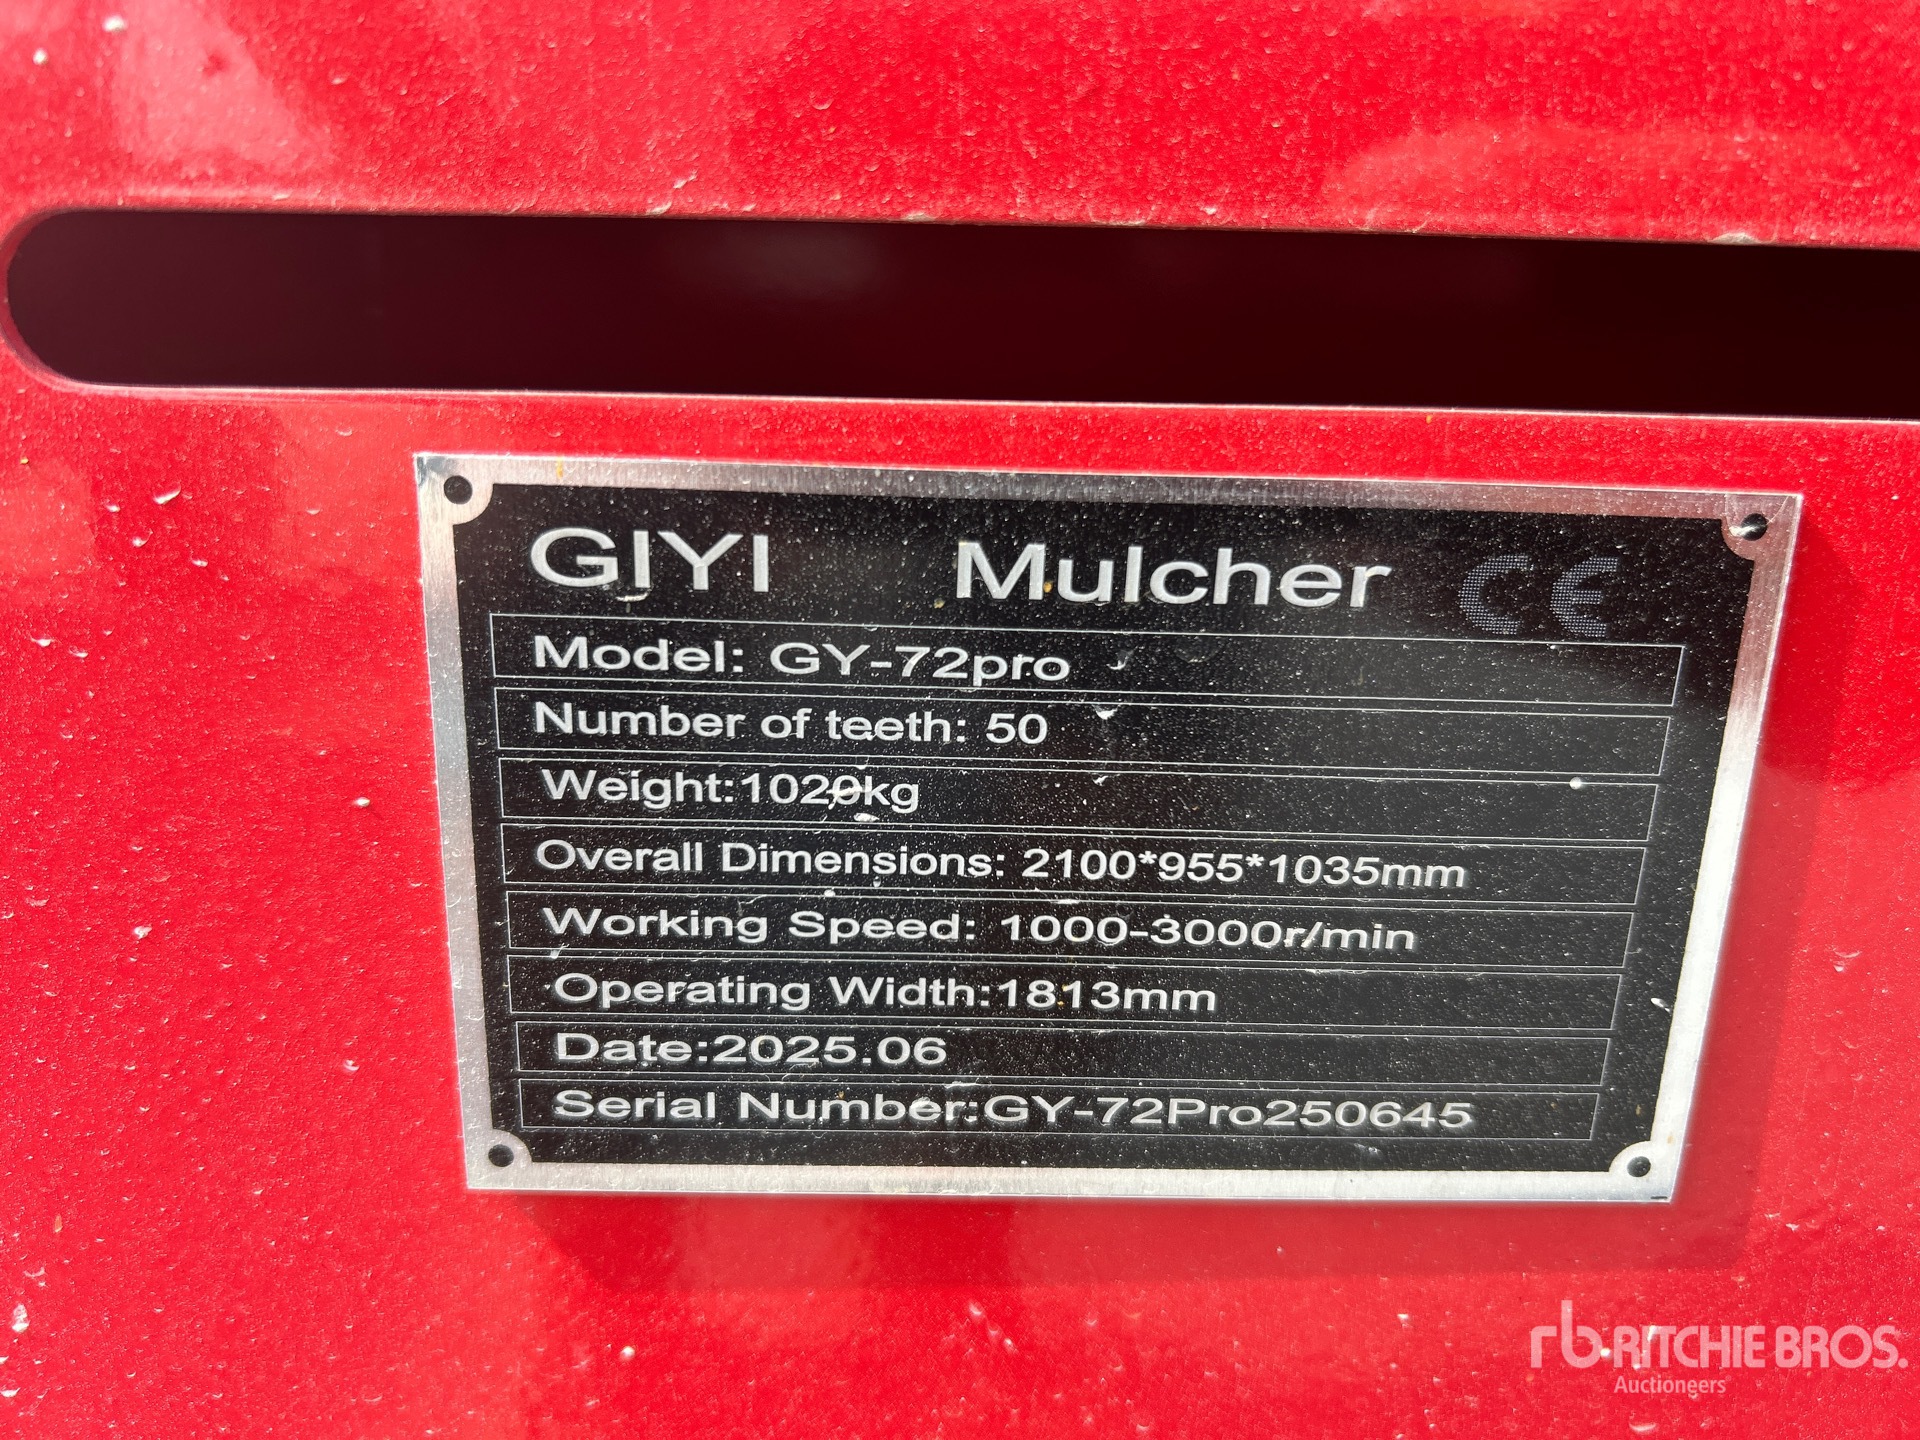 GIYI Mulcher CE
Model: GY-72pro
Number of teeth: 50
Weight:1020kg
Overall Dimensions: 2100*955*1035mm
Working Speed: 1000-3000r/min
Operating Width:1813mm
Date:2025.06
Serial Number:GY-72Pro250645
rb RITCHIE BROS.
Auctioneers